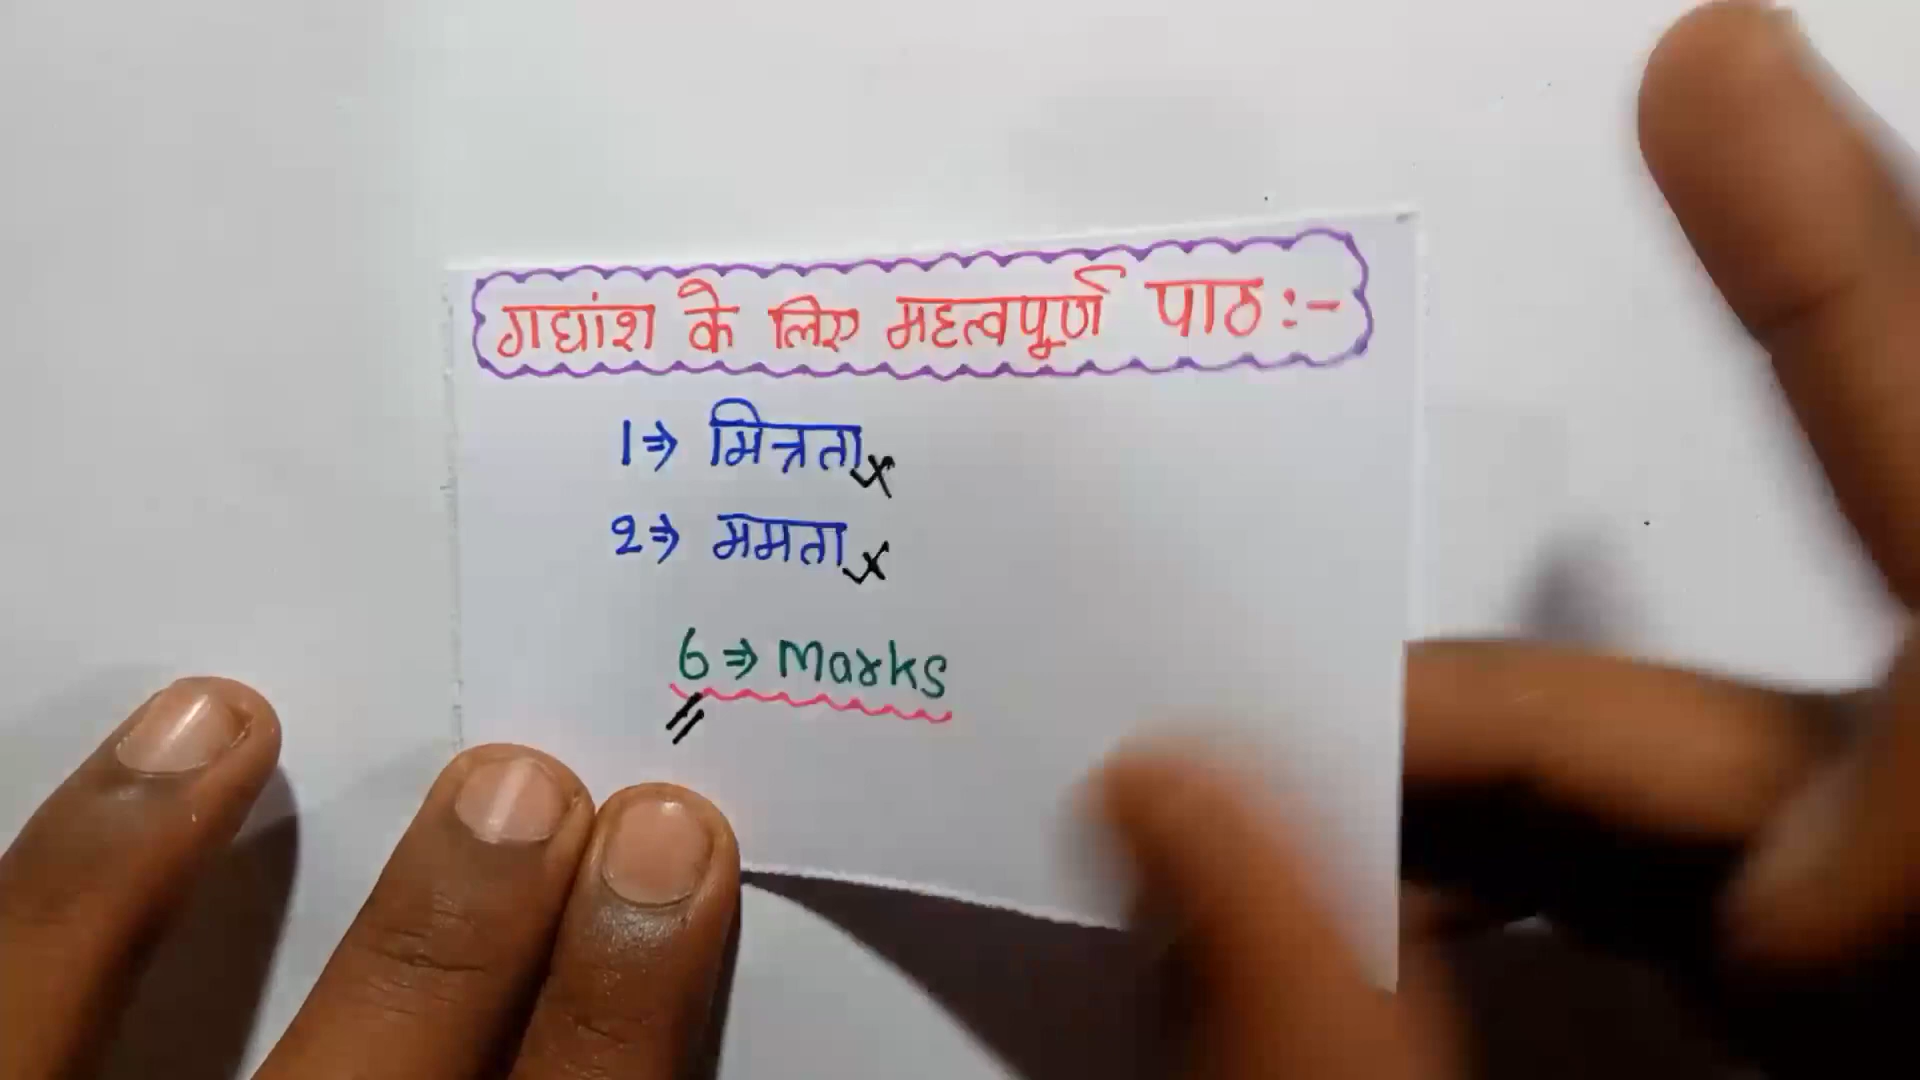 गद्यांश के लिए महत्वपूर्ण पाठ :-
1⇒ मित्रता
2⇒ ममता
6⇒ Marks